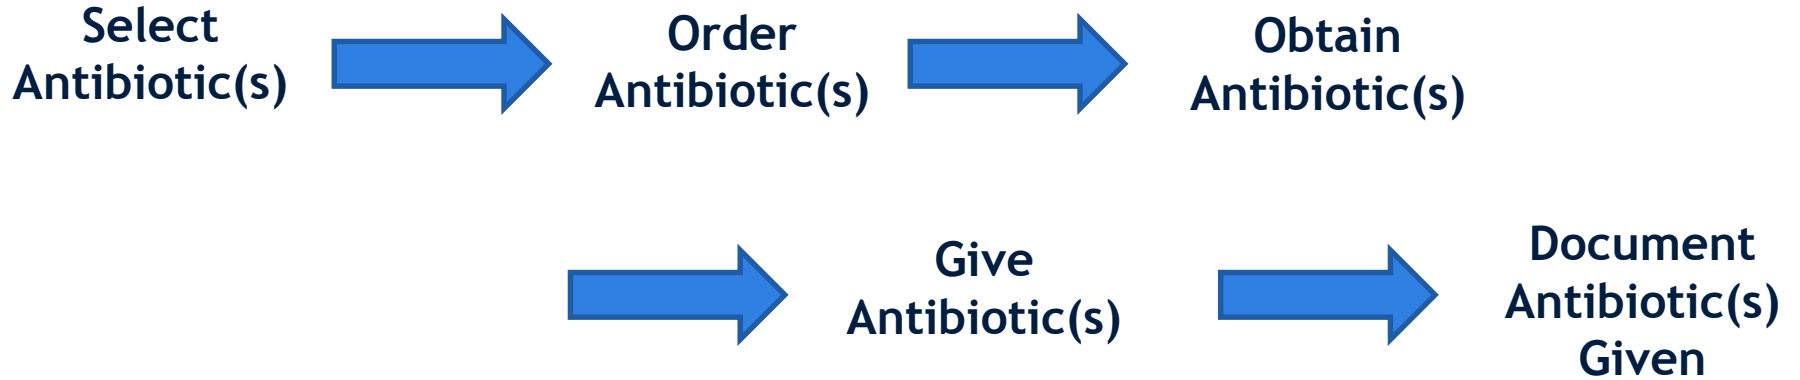 Select
Antibiotic(s)
Order
Antibiotic(s)
Obtain
Antibiotic(s)
Give
Antibiotic(s)
Document
Antibiotic(s)
Given